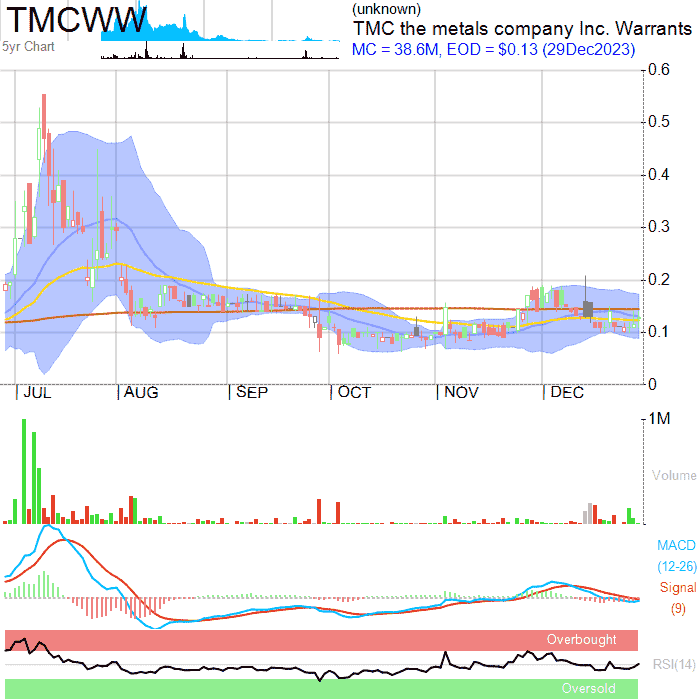 TMCWW
5yr Chart
(unknown)
TMC the metals company Inc. Warrants
MC = 38.6M, EOD = $0.13 (29Dec2023)
0.6
0.5
0.4
0.3
0.2
0.1
0
JUL AUG SEP OCT NOV DEC
1M
Volume
MACD
(12-26)
Signal
(9)
Overbought
RSI(14)
Oversold